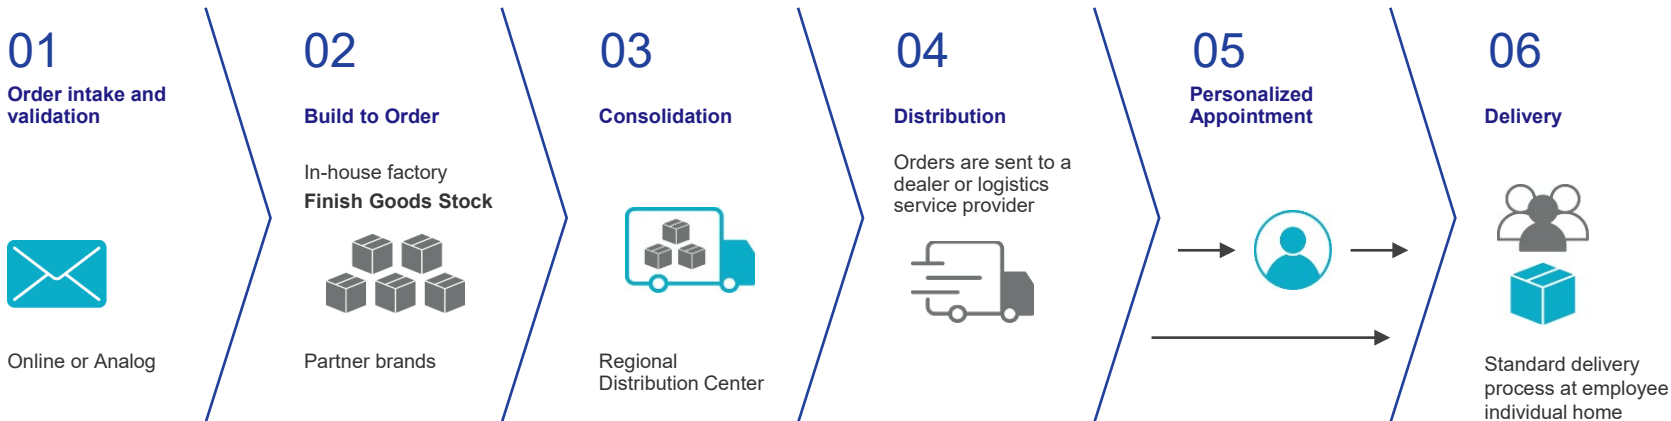 01
Order intake and
validation
Online or Analog
02
Build to Order
In-house factory
Finish Goods Stock
Partner brands
03
Consolidation
Regional
Distribution Center
04
Distribution
Orders are sent to a
dealer or logistics
service provider
05
Personalized
Appointment
06
Delivery
Standard delivery
process at employee
individual home